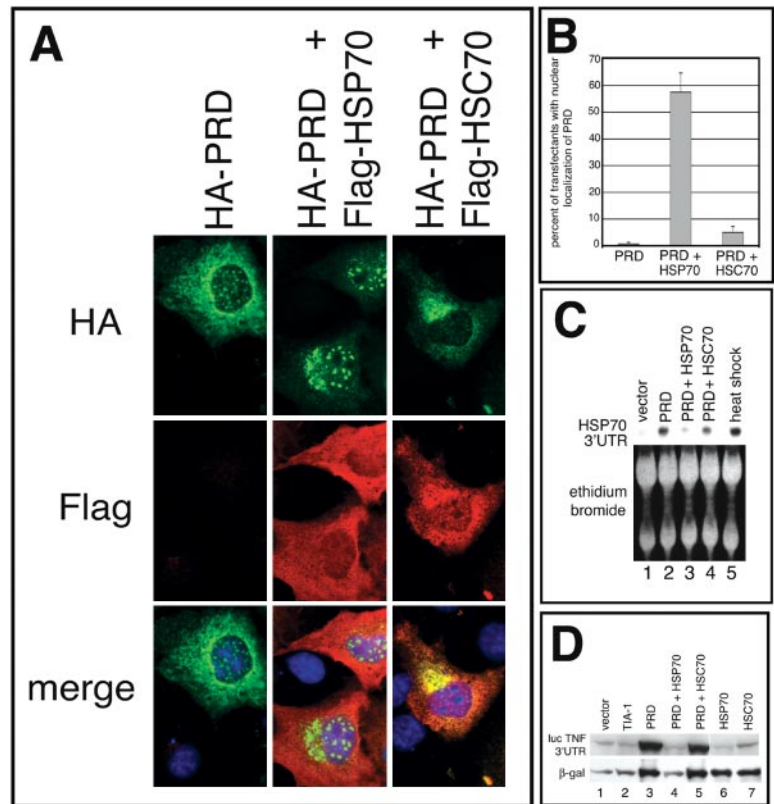 A
HA-PRD
HA-PRD +
Flag-HSP70
HA-PRD +
Flag-HSC70
HA
Flag
merge
B
percent of transfectants with nuclear
localization of PRD
70
60
50
40
30
20
10
0
PRD
PRD +
HSP70
PRD +
HSC70
C
vector
PRD
PRD + HSP70
PRD + HSC70
heat shock
HSP70
3'UTR
ethidium
bromide
1 2 3 4 5
D
vector
TIA-1
PRD
PRD + HSP70
PRD + HSC70
HSP70
HSC70
luc TNF
3'UTR
β-gal
1 2 3 4 5 6 7